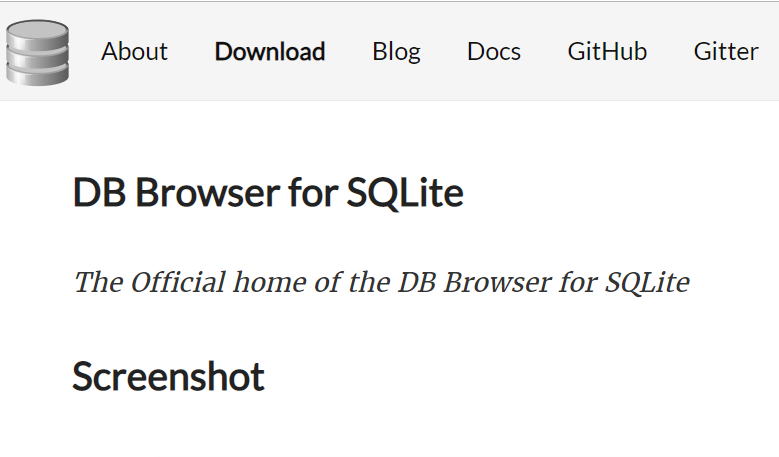 About Download Blog Docs GitHub Gitter
DB Browser for SQLite
The Official home of the DB Browser for SQLite
Screenshot